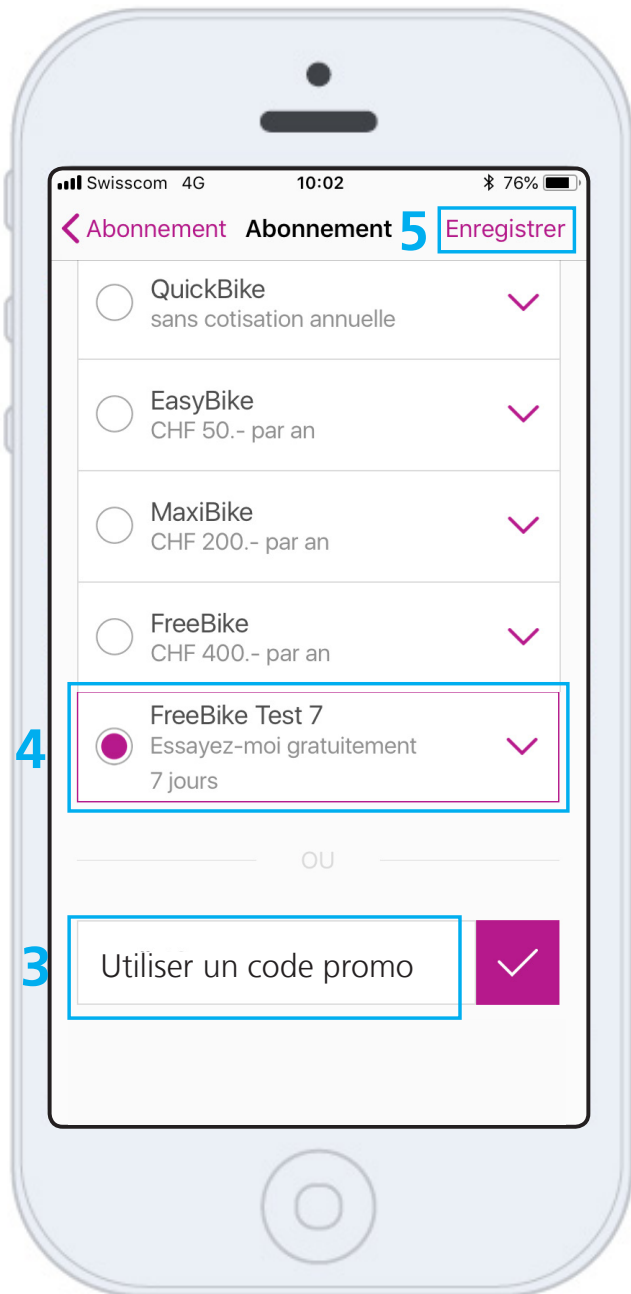 Swisscom 4G 10:02 76%
Abonnement Abonnement 5 Enregistrer
QuickBike
sans cotisation annuelle
EasyBike
CHF 50.- par an
MaxiBike
CHF 200.- par an
FreeBike
CHF 400.- par an
4
FreeBike Test 7
Essayez-moi gratuitement
7 jours
OU
3 Utiliser un code promo